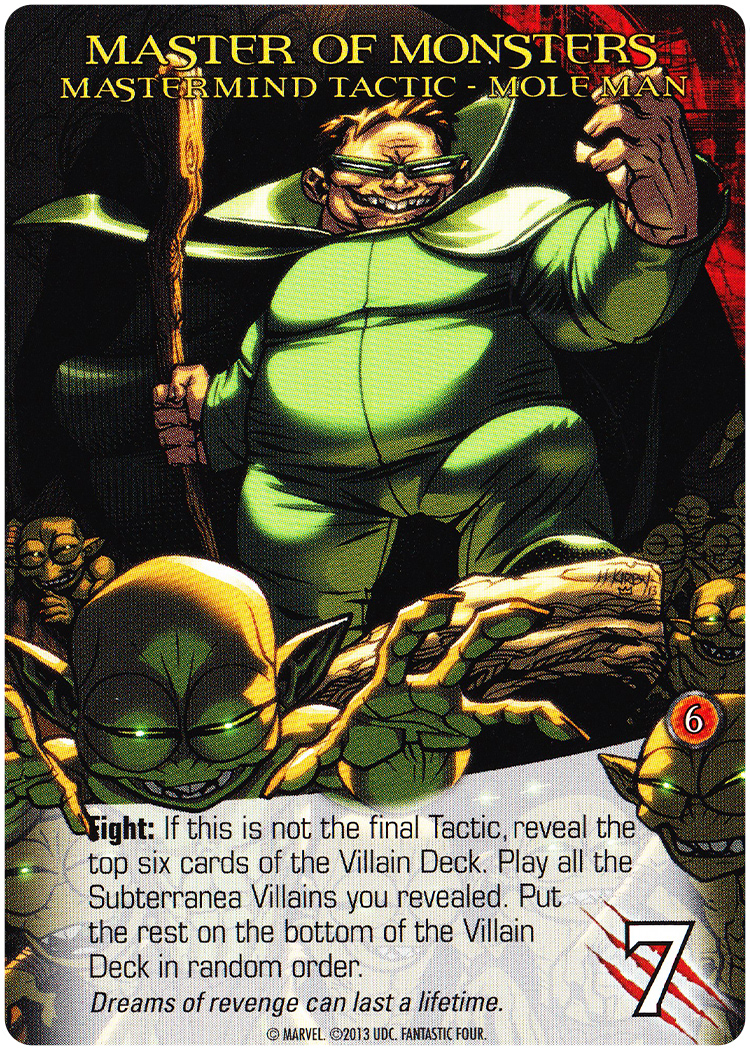 MASTER OF MONSTERS
MASTERMIND TACTIC - MOLE MAN
H. KIRBY
13
6
Fight: If this is not the final Tactic, reveal the
top six cards of the Villain Deck. Play all the
Subterranea Villains you revealed. Put
the rest on the bottom of the Villain
Deck in random order.
7
Dreams of revenge can last a lifetime.
© MARVEL. ©2013 UDC. FANTASTIC FOUR.